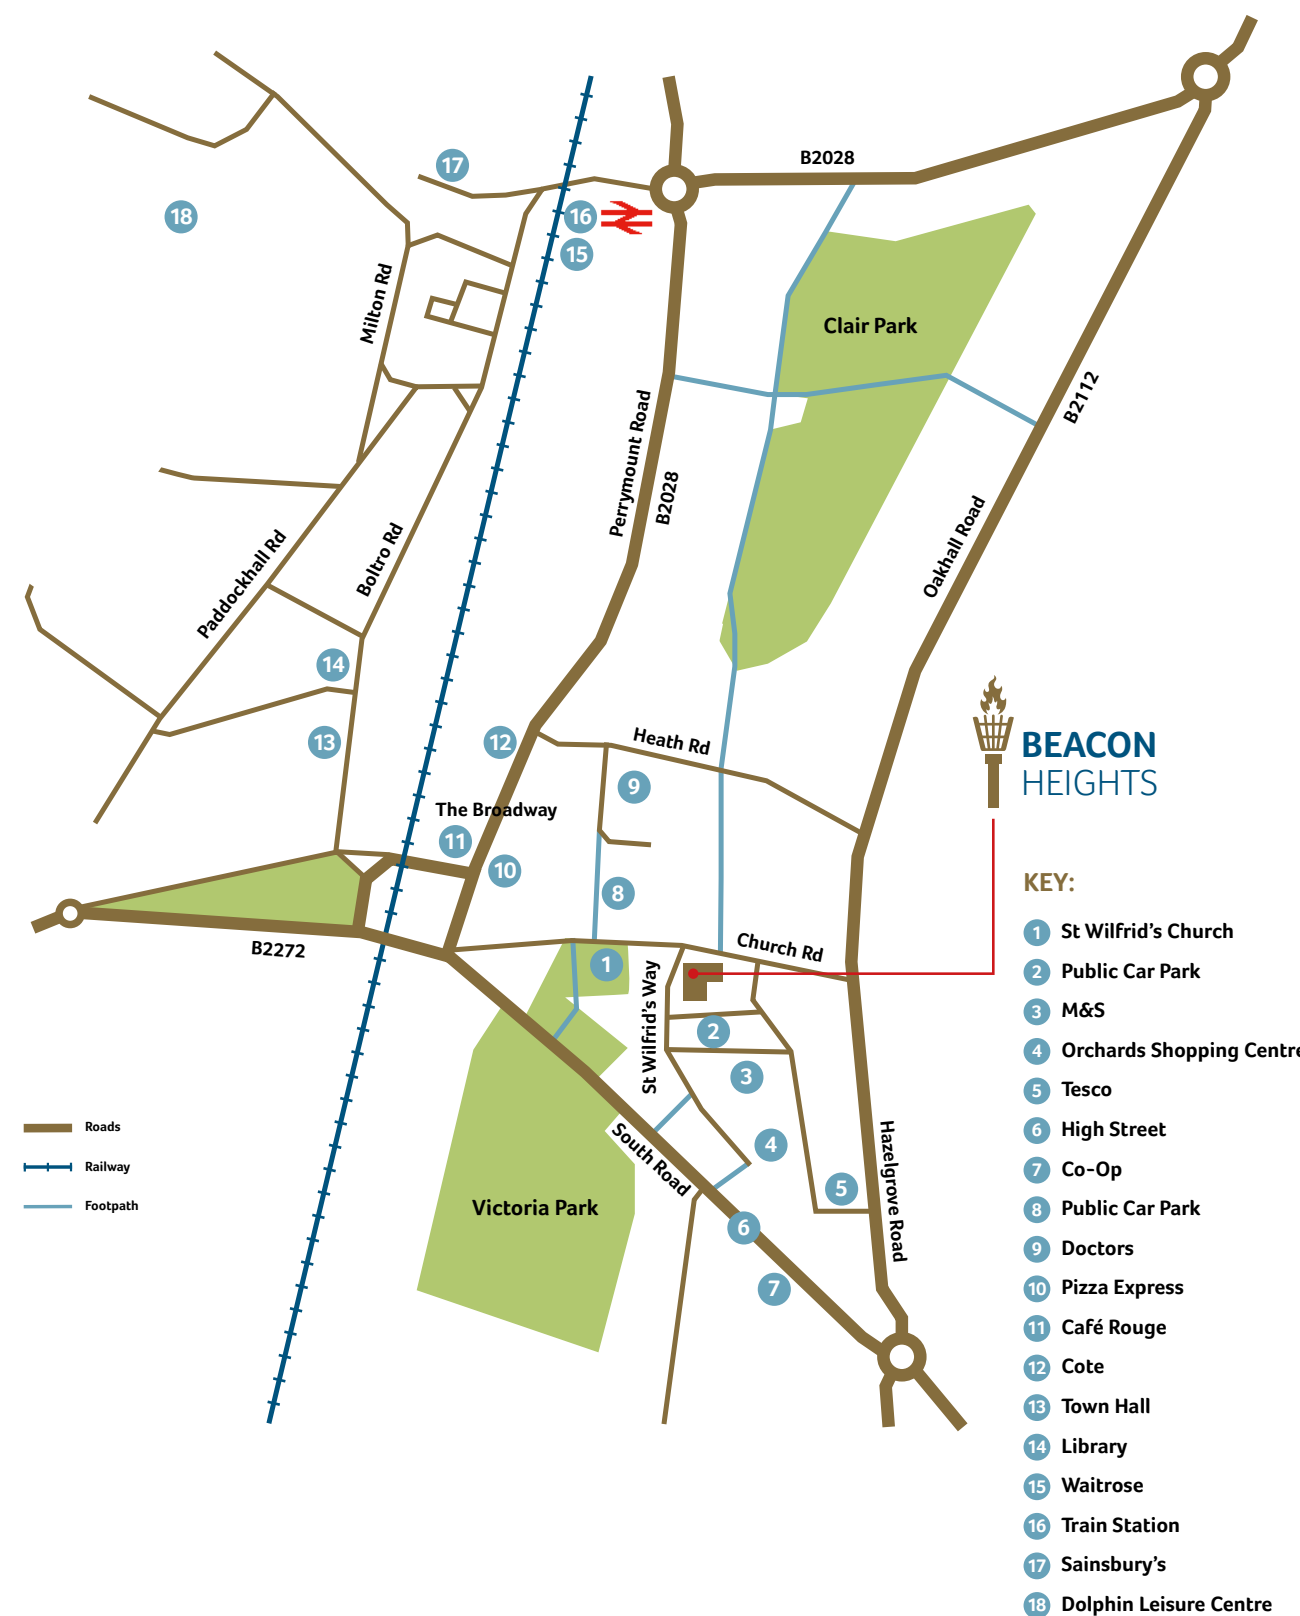 B2028
17
18
16
15
Milton Rd
Clair Park
B2112
Perrymount Road
B2028
Oakhall Road
Paddockhall Rd
Boltro Rd
14
13
12
Heath Rd
BEACON
HEIGHTS
9
The Broadway
11
10
8
KEY:
B2272
Church Rd
1
St Wilfrid's Way
2
3
4
5
South Road
Hazelgrove Road
Victoria Park
6
7
Roads
Railway
Footpath
1 St Wilfrid's Church
2 Public Car Park
3 M&S
4 Orchards Shopping Centre
5 Tesco
6 High Street
7 Co-Op
8 Public Car Park
9 Doctors
10 Pizza Express
11 Café Rouge
12 Cote
13 Town Hall
14 Library
15 Waitrose
16 Train Station
17 Sainsbury's
18 Dolphin Leisure Centre